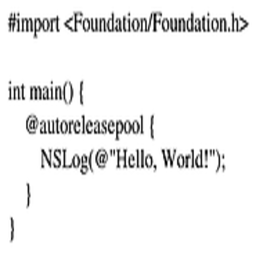 #import <Foundation/Foundation.h>

int main() {
    @autoreleasepool {
        NSLog(@"Hello, World!");
    }
}